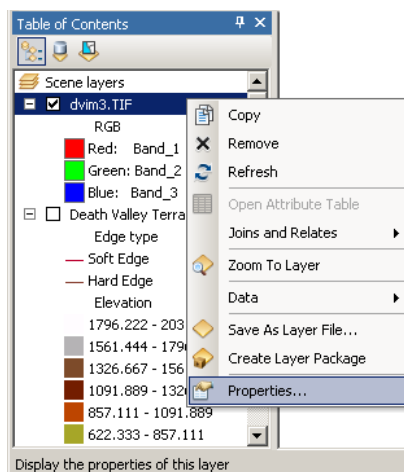 Table of Contents
Scene layers
dvim3.TIF
RGB
Red: Band_1
Green: Band_2
Blue: Band_3
Death Valley Terra
Edge type
Soft Edge
Hard Edge
Elevation
1796.222 - 203
1561.444 - 179
1326.667 - 156
1091.889 - 132
857.111 - 1091.889
622.333 - 857.111
Copy
Remove
Refresh
Open Attribute Table
Joins and Relates
Zoom To Layer
Data
Save As Layer File...
Create Layer Package
Properties...
Display the properties of this layer